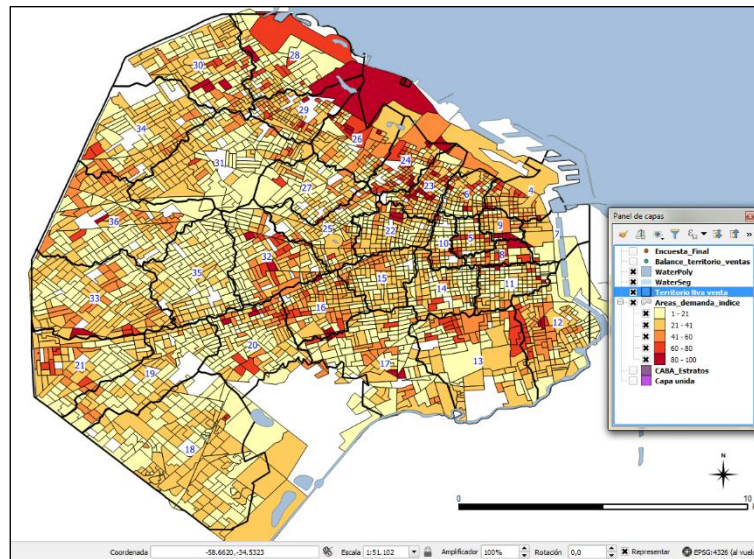 28
30
29
34
26
24
31
23
6
4
27
36
25
22
9
7
10
5
32
8
35
15
33
14
11
16
12
20
13
21
19
17
18
Panel de capas
Encuesta_Final
Balance_territorio_ventas
WaterPoly
WaterSeg
Territorio fiva venta
Areas_demanda_indice
1 - 21
21 - 41
41 - 60
60 - 80
80 - 100
CABA_Estratos
Capa unida
N
0 10
Coordenada -58.6620,-34.5323 Escala 1:51.102 Amplificador 100% Rotación 0,0 Representar EPSG:4326 (al vuelo